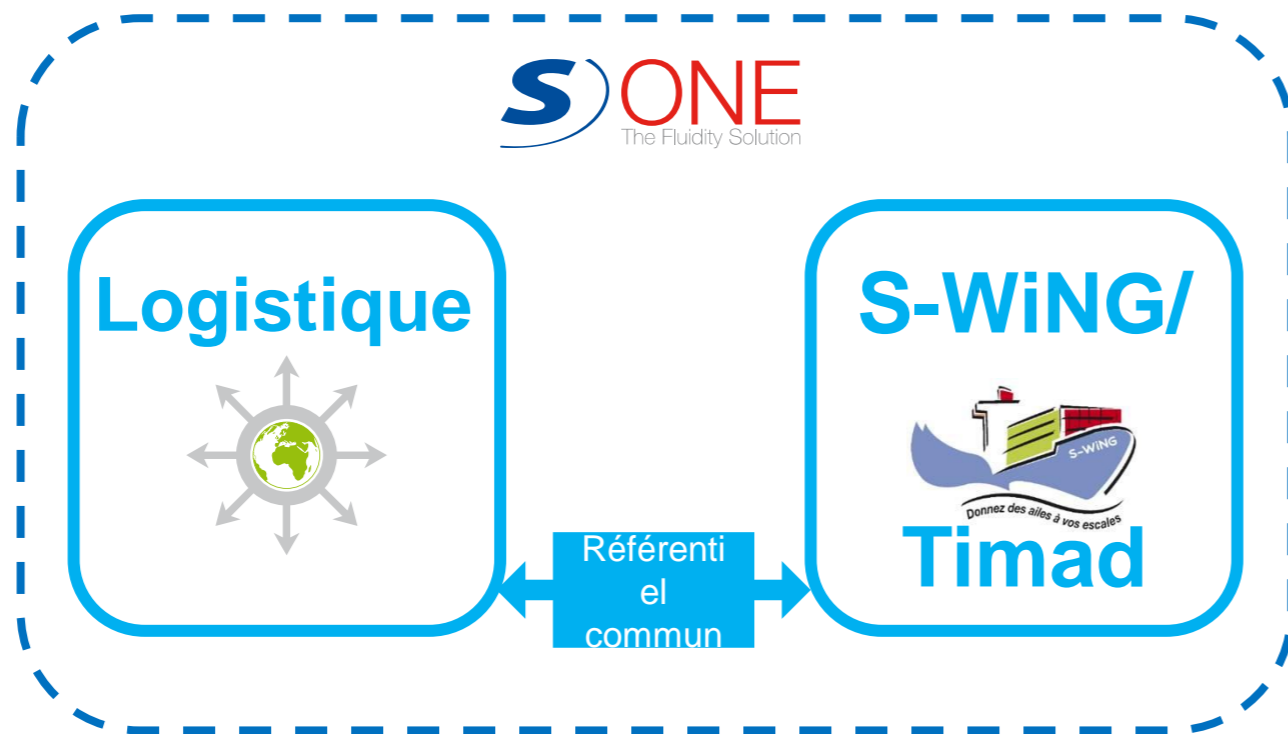 S ONE
The Fluidity Solution
Logistique
S-WiNG/
S-WiNG
Donnez des ailes à vos escales
Timad
Référenti
el
commun